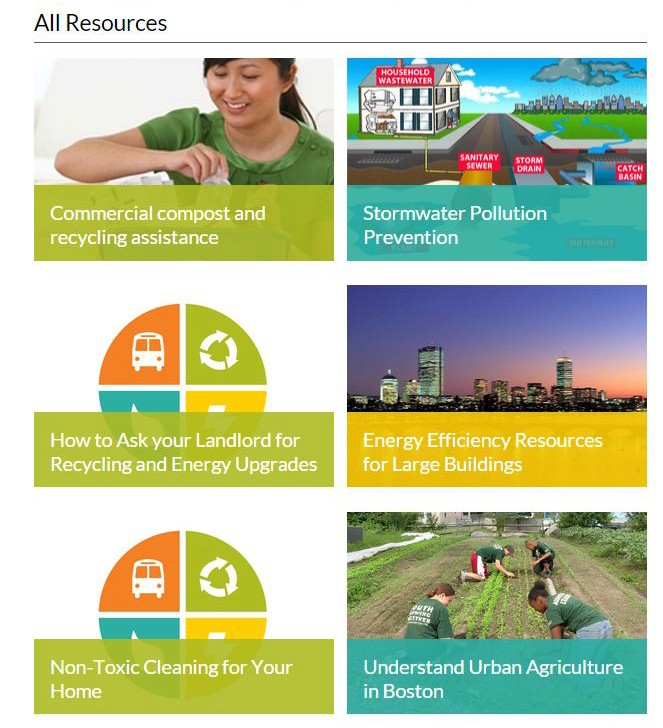 All Resources
Commercial compost and
recycling assistance
HOUSEHOLD
WASTEWATER
SANITARY
SEWER
STORM
DRAIN
CATCH
BASIN
WATERWAY
Stormwater Pollution
Prevention
How to Ask your Landlord for
Recycling and Energy Upgrades
Energy Efficiency Resources
for Large Buildings
Non-Toxic Cleaning for Your
Home
Understand Urban Agriculture
in Boston